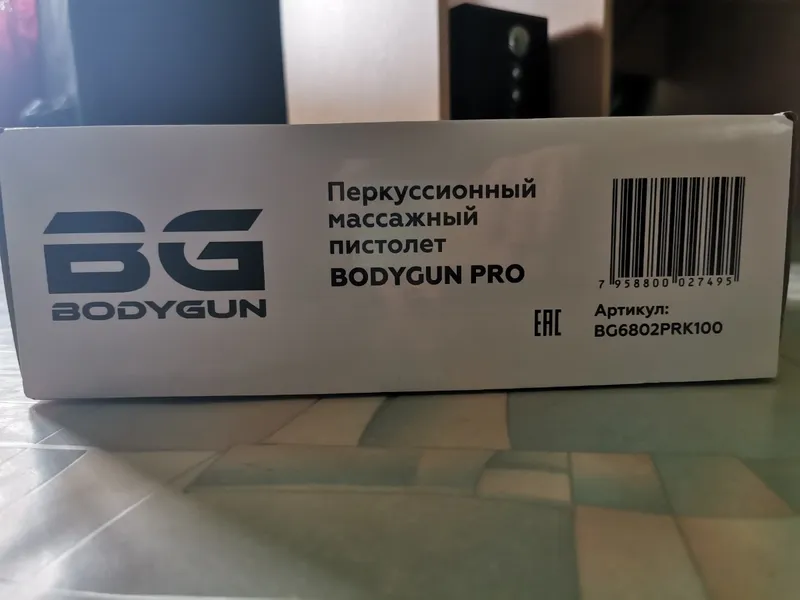 BG
BODYGUN
Перкуссионный
массажный
пистолет
BODYGUN PRO
EAC
7 958800 027495
Артикул:
BG6802PRK100